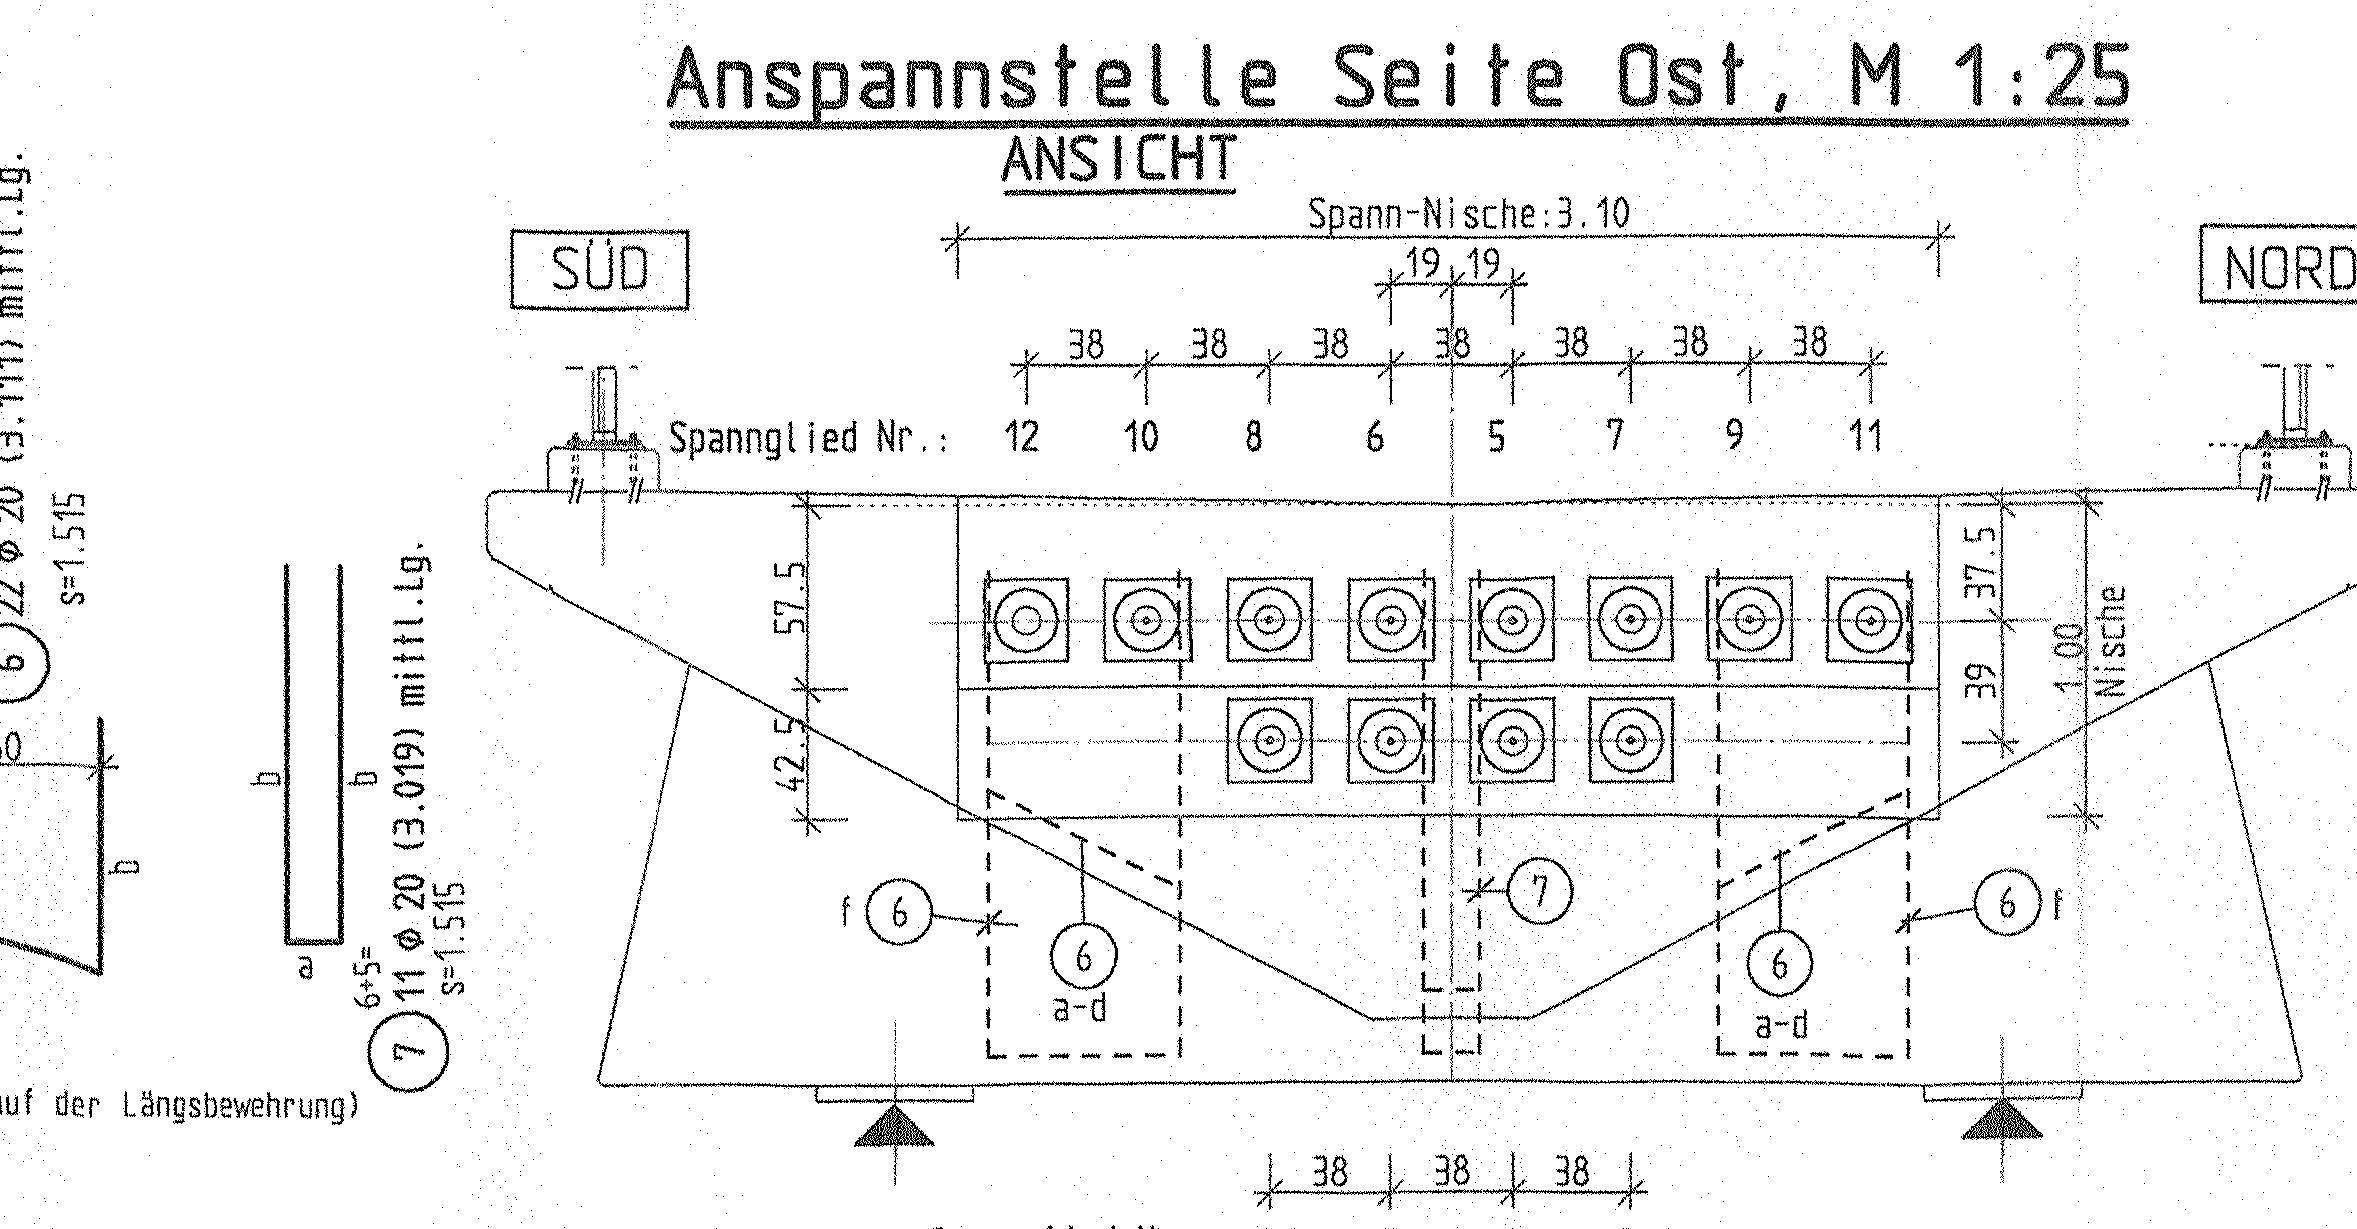 Anspannstelle Seite Ost, M 1:25
ANSICHT
Spann-Nische:3.10
SÜD
NORD
19 19
38 38 38 38 38 38 38
Spannglied Nr.: 12 10 8 6 5 7 9 11
57.5
42.5
37.5
39
1.00
Nische
f 6
6
a-d
7
6
a-d
6 f
38 38 38
6 22 ϕ 20 (3.111) mittl.Lg.
s=1.515
b
b
b
a
6+5=
7 11 ϕ 20 (3.019) mittl.Lg.
s=1.515
auf der Längsbewehrung)